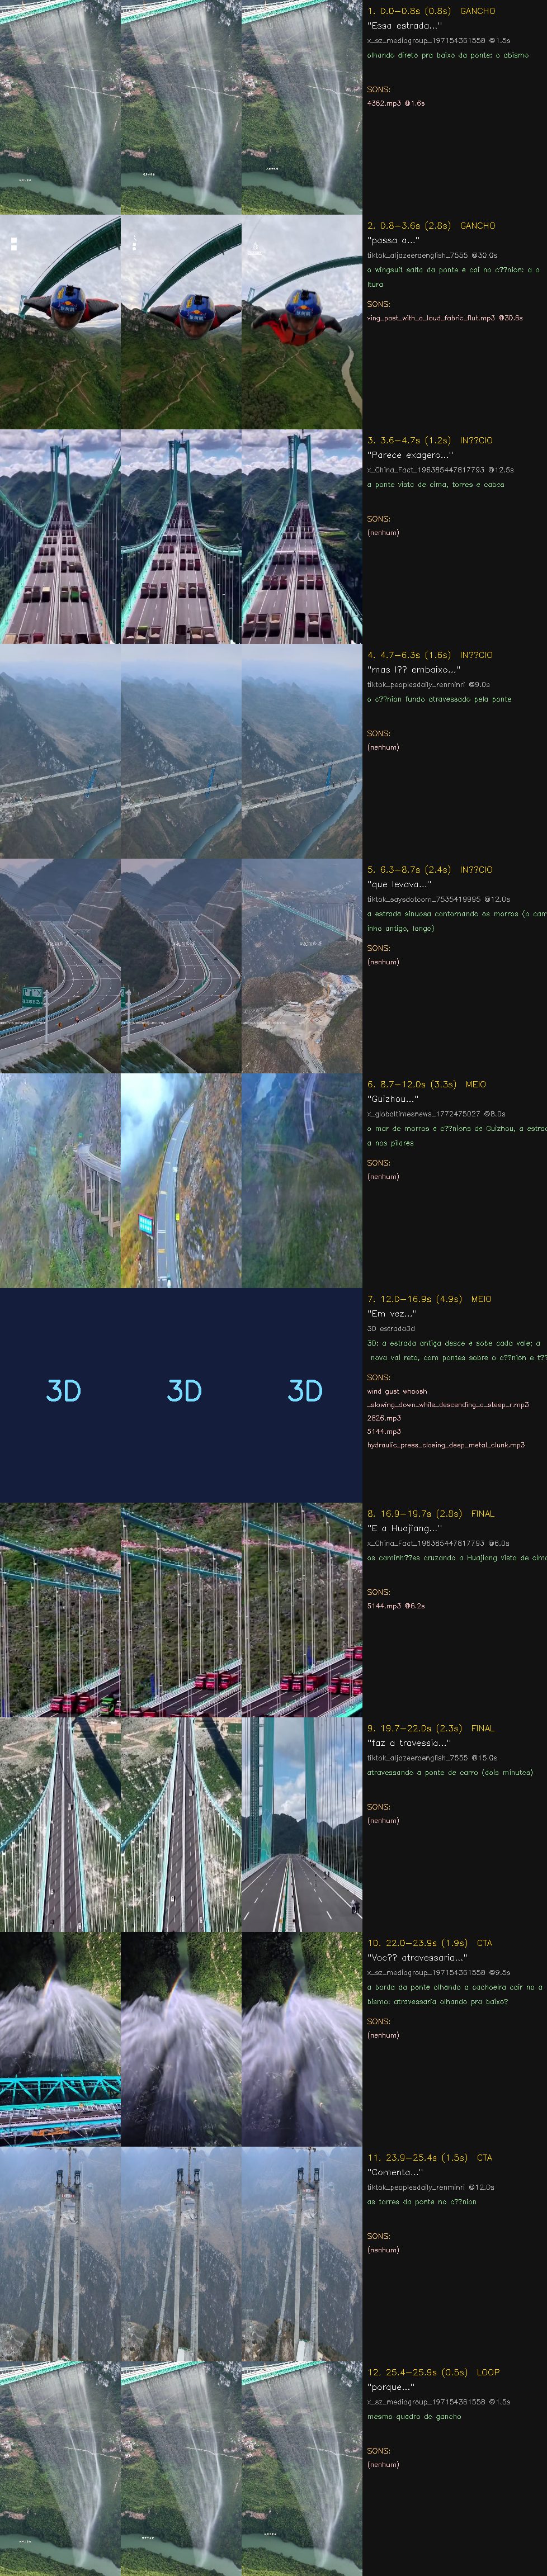 1. 0.0–0.8s (0.8s) GANCHO
"Essa estrada..."
x_sz_mediagroup_197154361558 @1.5s
olhando direto pra baixo da ponte: o abismo
SONS:
4362.mp3 @1.6s
2. 0.8–3.6s (2.8s) GANCHO
"passa a..."
tiktok_aljazeeraenglish_7555 @30.0s
o wingsuit salta da ponte e cai no c??nion: a a
ltura
SONS:
ving_past_with_a_loud_fabric_flut.mp3 @30.6s
3. 3.6–4.7s (1.2s) IN??CIO
"Parece exagero..."
x_China_Fact_196385447817793 @12.5s
a ponte vista de cima, torres e cabos
SONS:
(nenhum)
4. 4.7–6.3s (1.6s) IN??CIO
"mas l?? embaixo..."
tiktok_peoplesdaily_renminri @9.0s
o c??nion fundo atravessado pela ponte
SONS:
(nenhum)
5. 6.3–8.7s (2.4s) IN??CIO
"que levava..."
tiktok_saysdotcom_7535419995 @12.0s
a estrada sinuosa contornando os morros (o cam
inho antigo, longo)
SONS:
(nenhum)
6. 8.7–12.0s (3.3s) MEIO
"Guizhou..."
x_globaltimesnews_1772475027 @8.0s
o mar de morros e c??nions de Guizhou, a estrad
a nos pilares
SONS:
(nenhum)
3D 3D 3D
7. 12.0–16.9s (4.9s) MEIO
"Em vez..."
3D estrada3d
3D: a estrada antiga desce e sobe cada vale; a
nova vai reta, com pontes sobre o c??nion e t??
SONS:
wind gust whoosh
_slowing_down_while_descending_a_steep_r.mp3
2826.mp3
5144.mp3
hydraulic_press_closing_deep_metal_clunk.mp3
8. 16.9–19.7s (2.8s) FINAL
"E a Huajiang..."
x_China_Fact_196385447817793 @6.0s
os caminh??es cruzando a Huajiang vista de cima
SONS:
5144.mp3 @6.2s
9. 19.7–22.0s (2.3s) FINAL
"faz a travessia..."
tiktok_aljazeeraenglish_7555 @15.0s
atravessando a ponte de carro (dois minutos)
SONS:
(nenhum)
10. 22.0–23.9s (1.9s) CTA
"Voc?? atravessaria..."
x_sz_mediagroup_197154361558 @9.5s
a borda da ponte olhando a cachoeira cair no a
bismo: atravessaria olhando pra baixo?
SONS:
(nenhum)
11. 23.9–25.4s (1.5s) CTA
"Comenta..."
tiktok_peoplesdaily_renminri @12.0s
as torres da ponte no c??nion
SONS:
(nenhum)
12. 25.4–25.9s (0.5s) LOOP
"porque..."
x_sz_mediagroup_197154361558 @1.5s
mesmo quadro do gancho
SONS:
(nenhum)